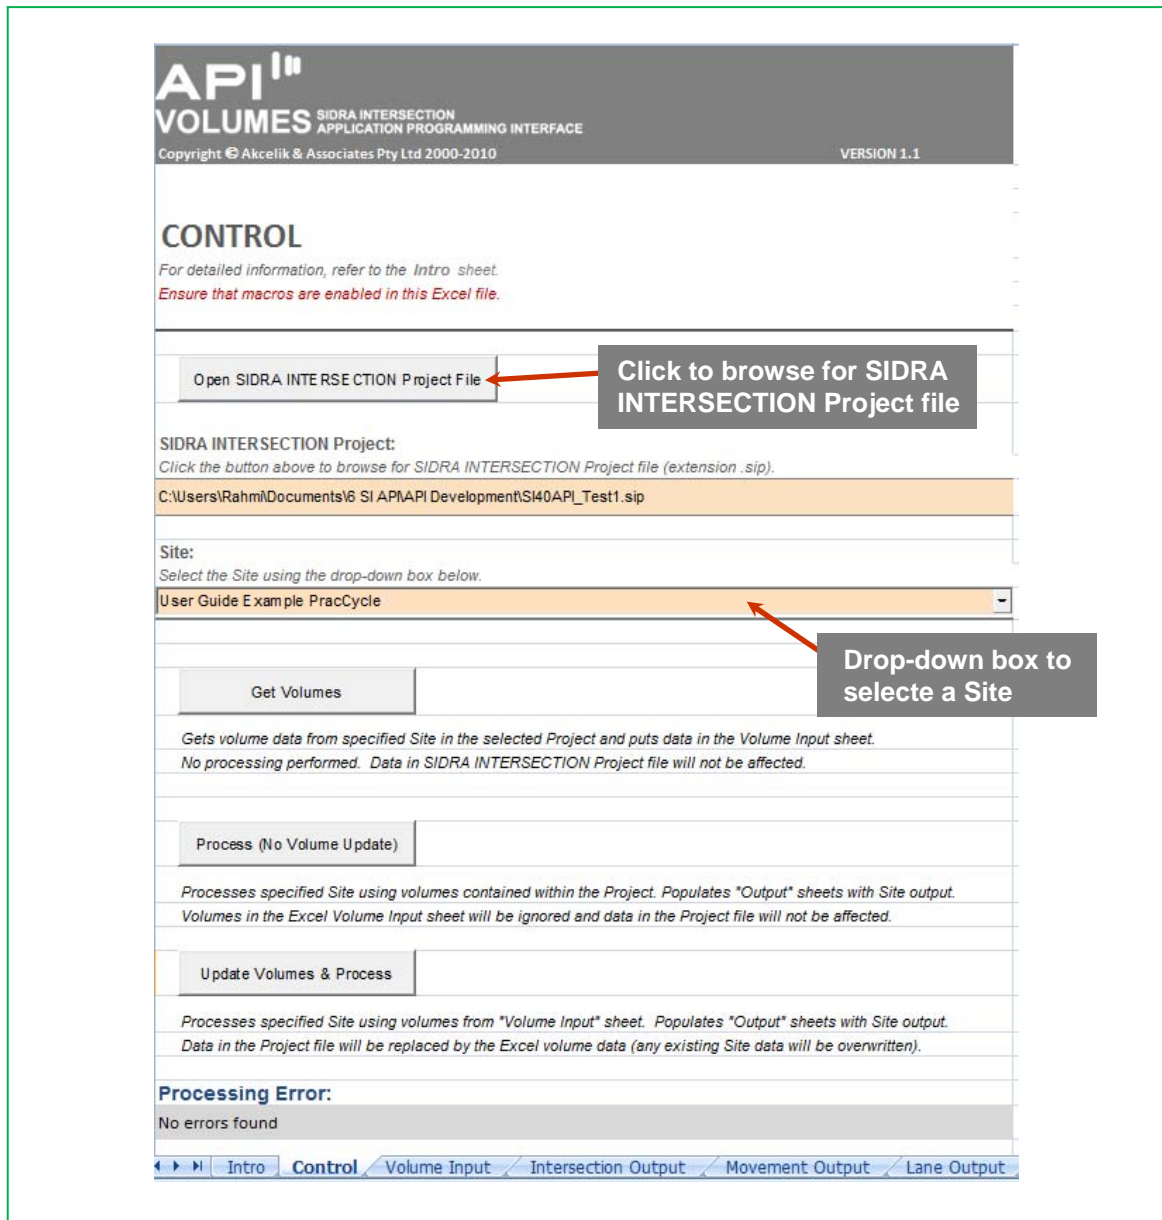 API
VOLUMES SIDRA INTERSECTION
APPLICATION PROGRAMMING INTERFACE
Copyright © Akcelik & Associates Pty Ltd 2000-2010 VERSION 1.1
CONTROL
For detailed information, refer to the Intro sheet.
Ensure that macros are enabled in this Excel file.
Open SIDRA INTERSECTION Project File
Click to browse for SIDRA
INTERSECTION Project file
SIDRA INTERSECTION Project:
Click the button above to browse for SIDRA INTERSECTION Project file (extension .sip).
C:\Users\Rahmi\Documents\6 SI API\API Development\SI40API_Test1.sip
Site:
Select the Site using the drop-down box below.
User Guide Example PracCycle
Drop-down box to
selecte a Site
Get Volumes
Gets volume data from specified Site in the selected Project and puts data in the Volume Input sheet.
No processing performed. Data in SIDRA INTERSECTION Project file will not be affected.
Process (No Volume Update)
Processes specified Site using volumes contained within the Project. Populates "Output" sheets with Site output.
Volumes in the Excel Volume Input sheet will be ignored and data in the Project file will not be affected.
Update Volumes & Process
Processes specified Site using volumes from "Volume Input" sheet. Populates "Output" sheets with Site output.
Data in the Project file will be replaced by the Excel volume data (any existing Site data will be overwritten).
Processing Error:
No errors found
Intro Control Volume Input Intersection Output Movement Output Lane Output